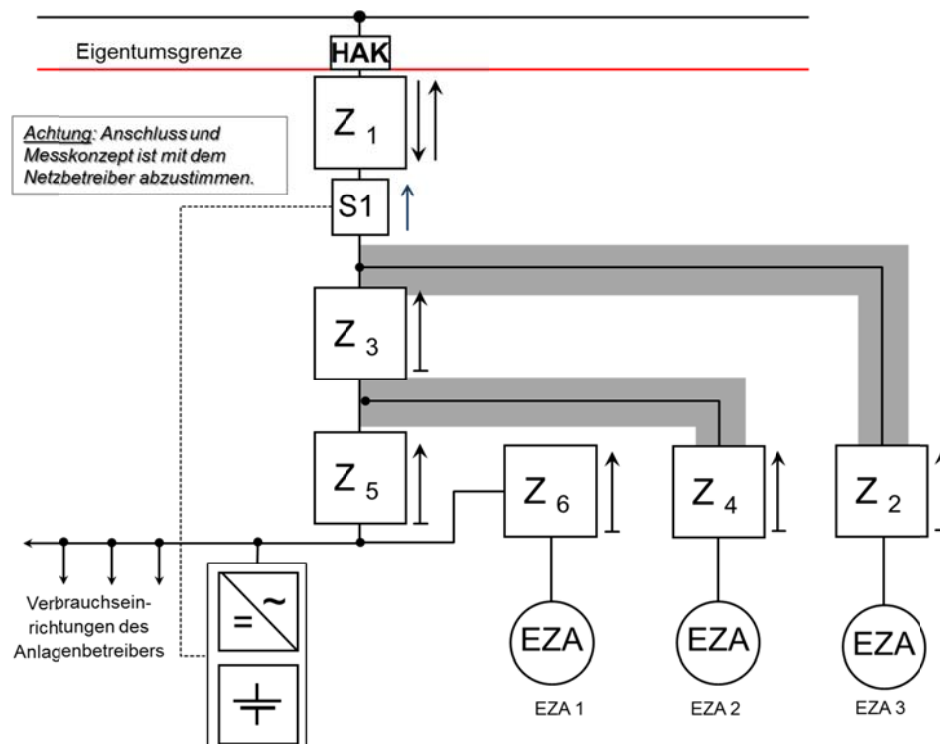 Eigentumsgrenze
HAK
Z 1
Achtung: Anschluss und
Messkonzept ist mit dem
Netzbetreiber abzustimmen.
S1
Z 3
Z 5
Z 6
Z 4
Z 2
Verbrauchsein-
richtungen des
Anlagenbetreibers
= ~
EZA
EZA
EZA
EZA 1
EZA 2
EZA 3